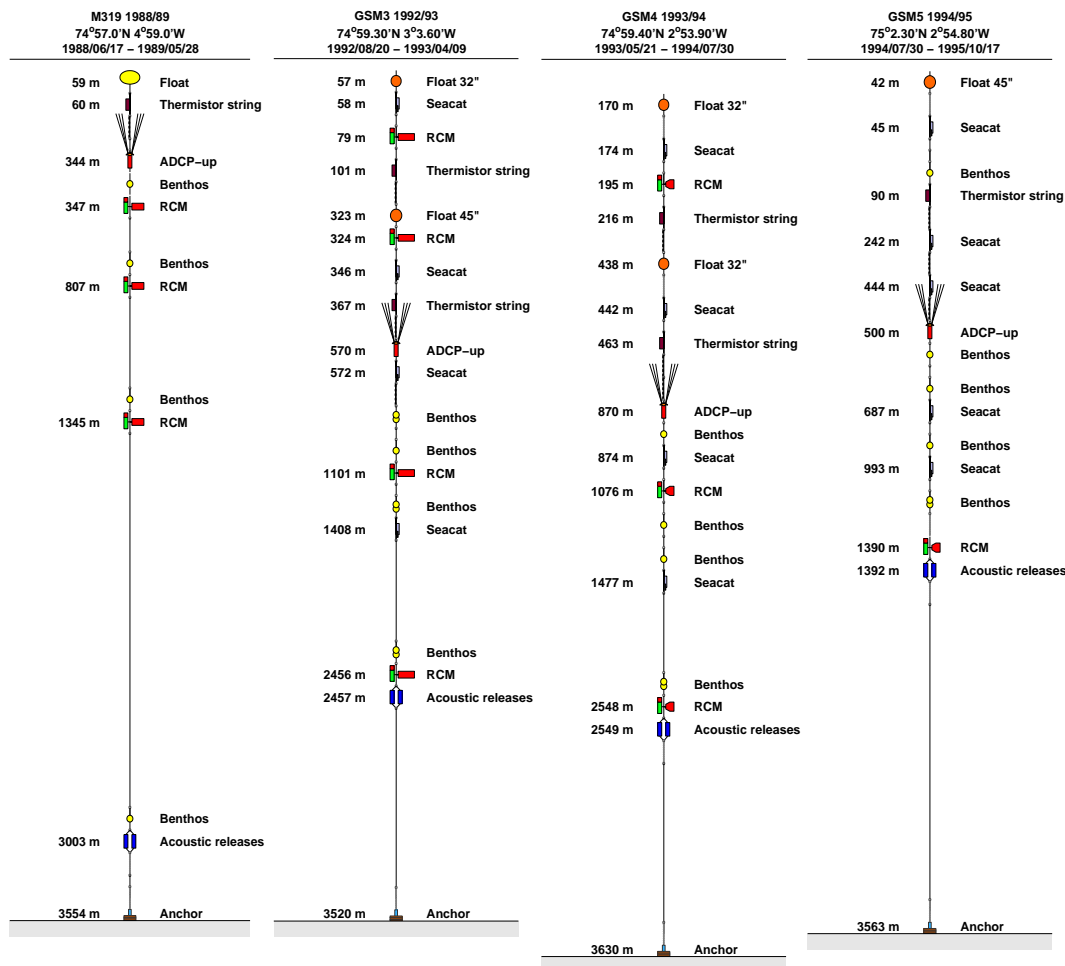 M319 1988/89
74°57.0'N 4°59.0'W
1988/06/17 – 1989/05/28
59 m Float
60 m Thermistor string
344 m ADCP–up
Benthos
347 m RCM
Benthos
807 m RCM
Benthos
1345 m RCM
Benthos
3003 m Acoustic releases
3554 m Anchor
GSM3 1992/93
74°59.30'N 3°3.60'W
1992/08/20 – 1993/04/09
57 m Float 32"
58 m Seacat
79 m RCM
101 m Thermistor string
323 m Float 45"
324 m RCM
346 m Seacat
367 m Thermistor string
570 m ADCP–up
572 m Seacat
Benthos
Benthos
1101 m RCM
Benthos
1408 m Seacat
Benthos
2456 m RCM
2457 m Acoustic releases
3520 m Anchor
GSM4 1993/94
74°59.40'N 2°53.90'W
1993/05/21 – 1994/07/30
170 m Float 32"
174 m Seacat
195 m RCM
216 m Thermistor string
438 m Float 32"
442 m Seacat
463 m Thermistor string
870 m ADCP–up
Benthos
874 m Seacat
1076 m RCM
Benthos
Benthos
1477 m Seacat
Benthos
2548 m RCM
2549 m Acoustic releases
3630 m Anchor
GSM5 1994/95
75°2.30'N 2°54.80'W
1994/07/30 – 1995/10/17
42 m Float 45"
45 m Seacat
Benthos
90 m Thermistor string
242 m Seacat
444 m Seacat
500 m ADCP–up
Benthos
Benthos
687 m Seacat
Benthos
993 m Seacat
Benthos
1390 m RCM
1392 m Acoustic releases
3563 m Anchor